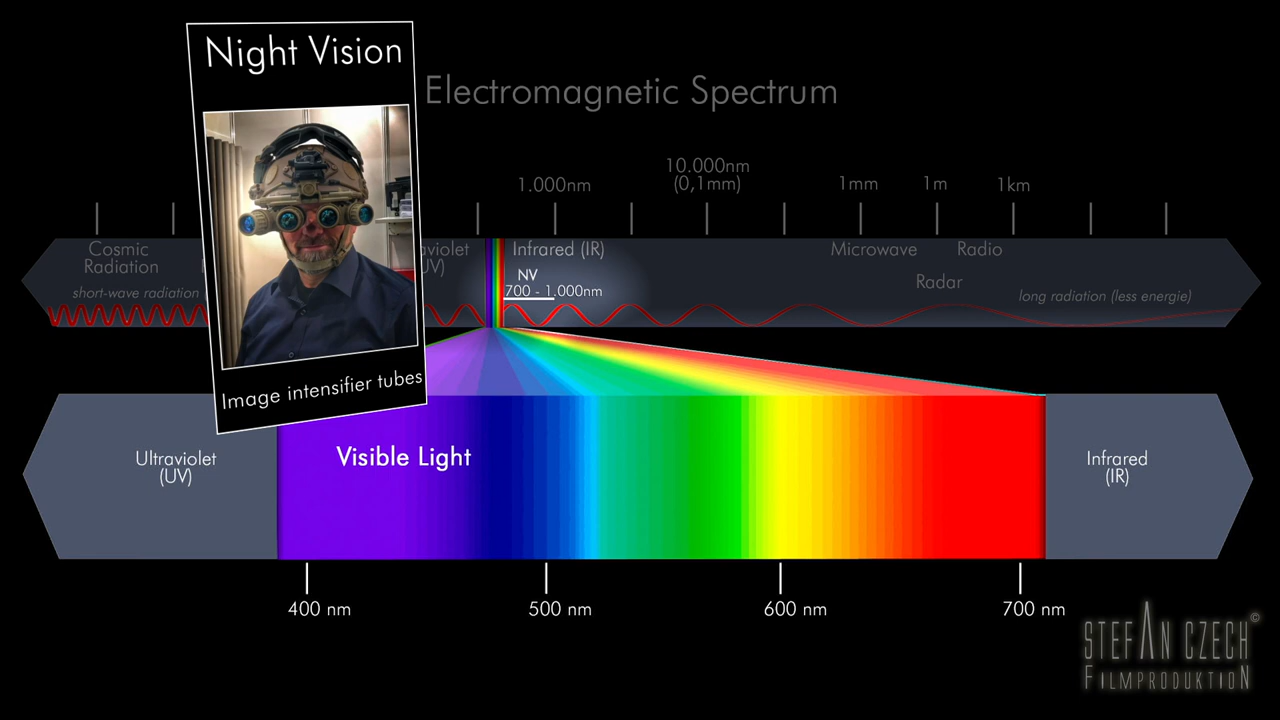 Night Vision
Electromagnetic Spectrum
10.000nm
(0,1mm)
1.000nm
1mm
1m
1km
Cosmic
Radiation
Infrared (IR)
Microwave
Radio
NV
700 - 1.000nm
Radar
short-wave radiation
long radiation (less energie)
Image intensifier tubes
Visible Light
Ultraviolet
(UV)
Infrared
(IR)
400 nm
500 nm
600 nm
700 nm
STEFAN CZECH©
FILMPRODUKTION